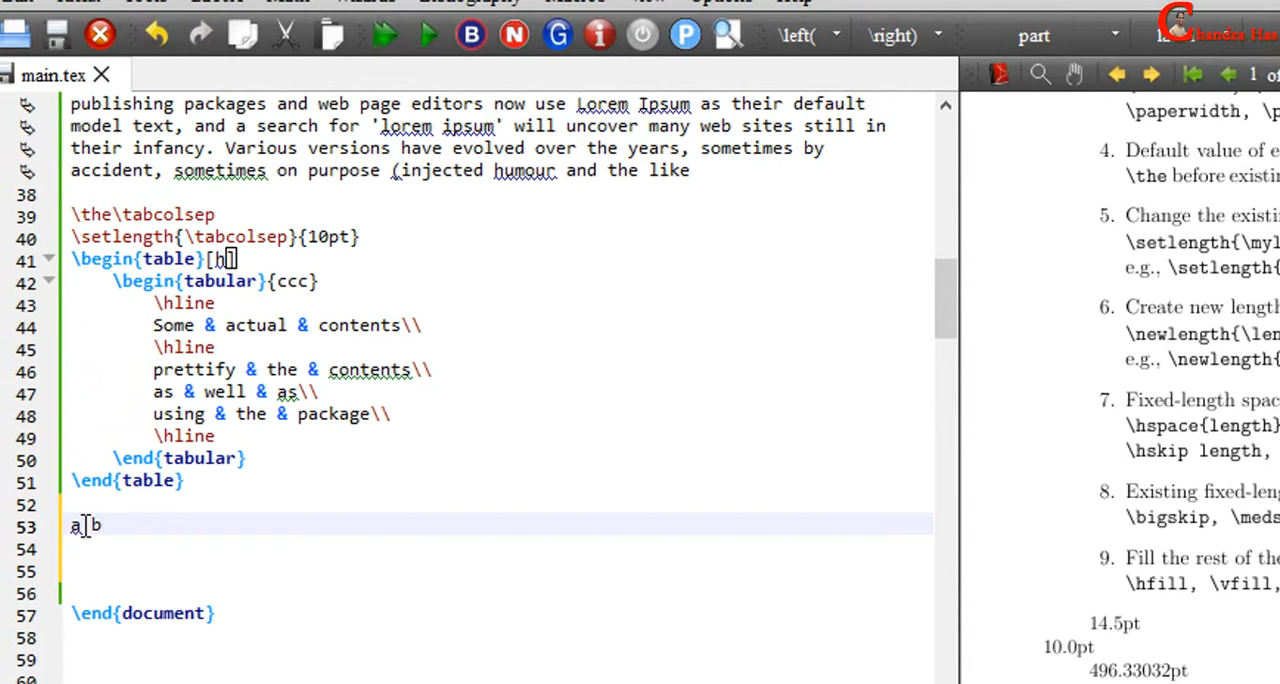 \left( \right) part
Chandra Has
main.tex
1 of
publishing packages and web page editors now use Lorem Ipsum as their default
model text, and a search for 'lorem ipsum' will uncover many web sites still in
their infancy. Various versions have evolved over the years, sometimes by
accident, sometimes on purpose (injected humour and the like
38
39 \the\tabcolsep
40 \setlength{\tabcolsep}{10pt}
41 \begin{table}[h]
42 \begin{tabular}{ccc}
43 \hline
44 Some & actual & contents\\
45 \hline
46 prettify & the & contents\\
47 as & well & as\\
48 using & the & package\\
49 \hline
50 \end{tabular}
51 \end{table}
52
53 a b
54
55
56
57 \end{document}
58
59
60
\paperwidth, \p
4. Default value of e
\the before existin
5. Change the existi
\setlength{\myl
e.g., \setlength{
6. Create new length
\newlength{\len
e.g., \newlength{
7. Fixed-length spac
\hspace{length}
\hskip length,
8. Existing fixed-leng
\bigskip, \meds
9. Fill the rest of the
\hfill, \vfill,
14.5pt
10.0pt
496.33032pt